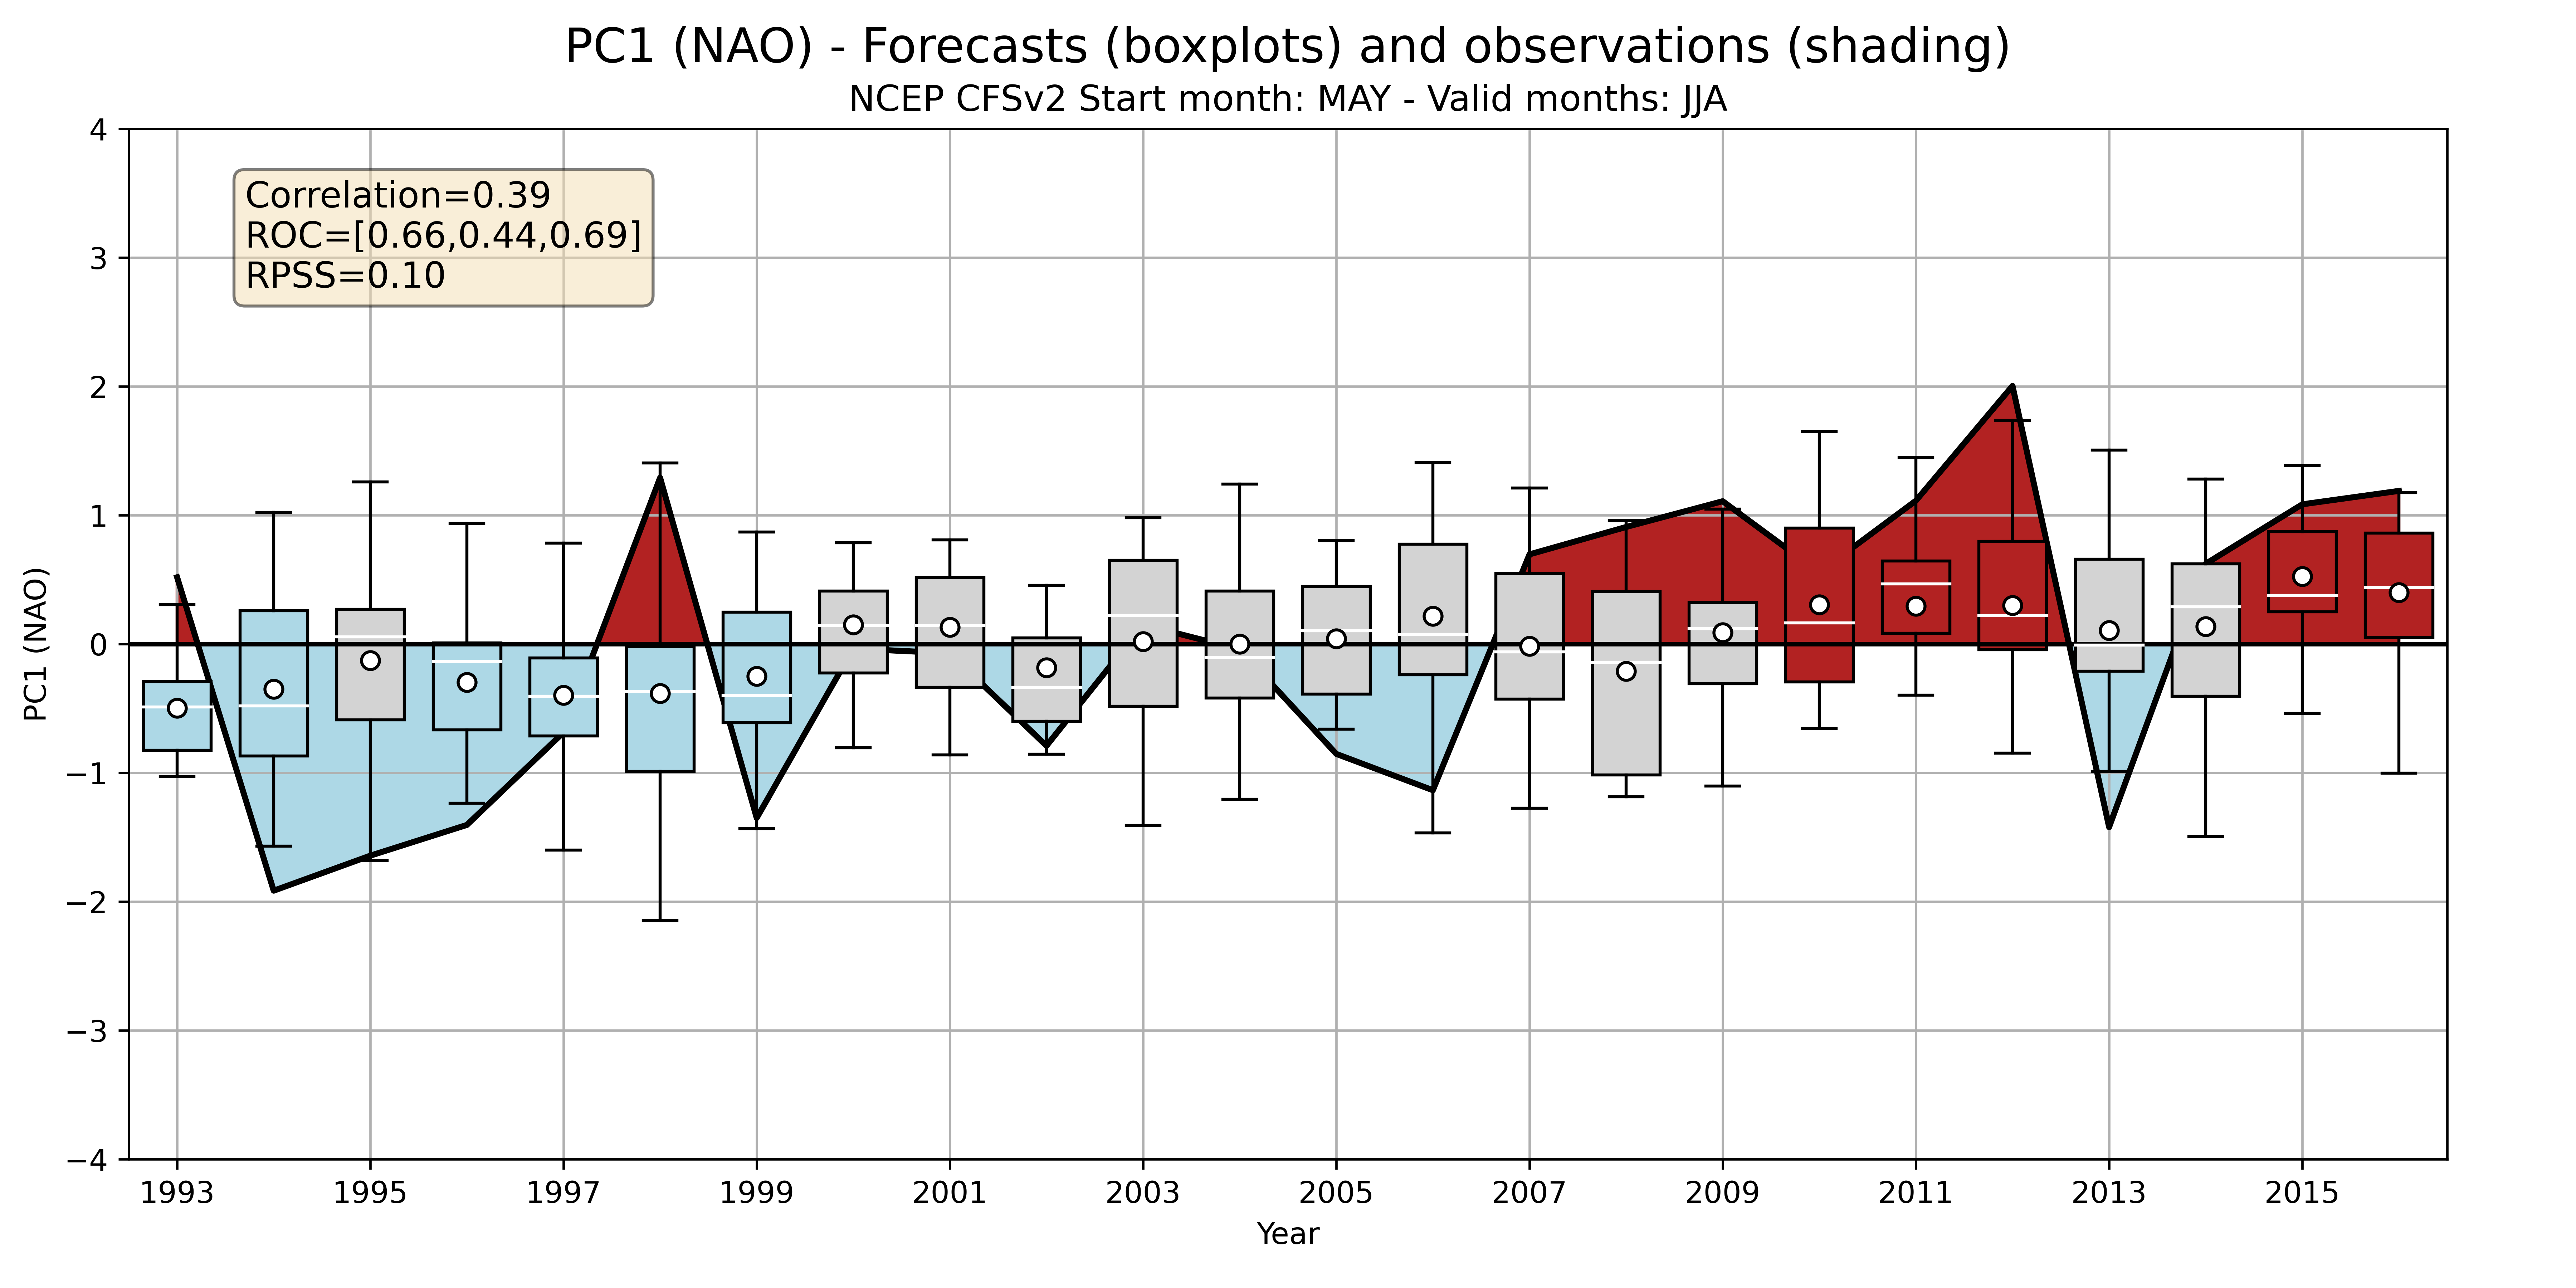 PC1 (NAO) - Forecasts (boxplots) and observations (shading)
NCEP CFSv2 Start month: MAY - Valid months: JJA
Correlation=0.39
ROC=[0.66,0.44,0.69]
RPSS=0.10
PC1 (NAO)
4
3
2
1
0
−1
−2
−3
−4
1993 1995 1997 1999 2001 2003 2005 2007 2009 2011 2013 2015
Year